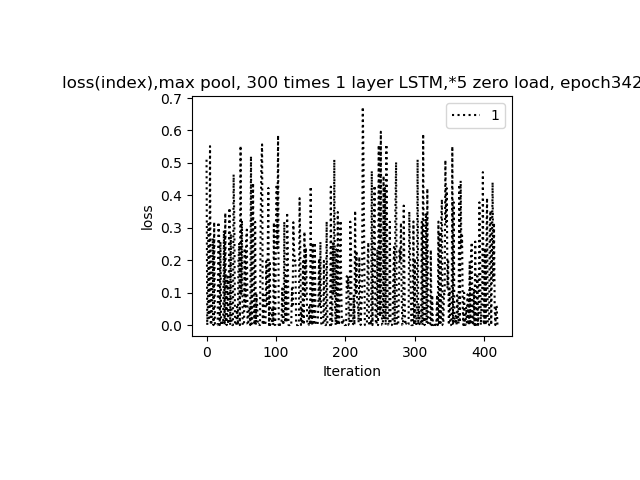 loss(index),max pool, 300 times 1 layer LSTM,*5 zero load, epoch342
0.7
0.6
0.5
0.4
0.3
0.2
0.1
0.0
loss
1
0 100 200 300 400
Iteration